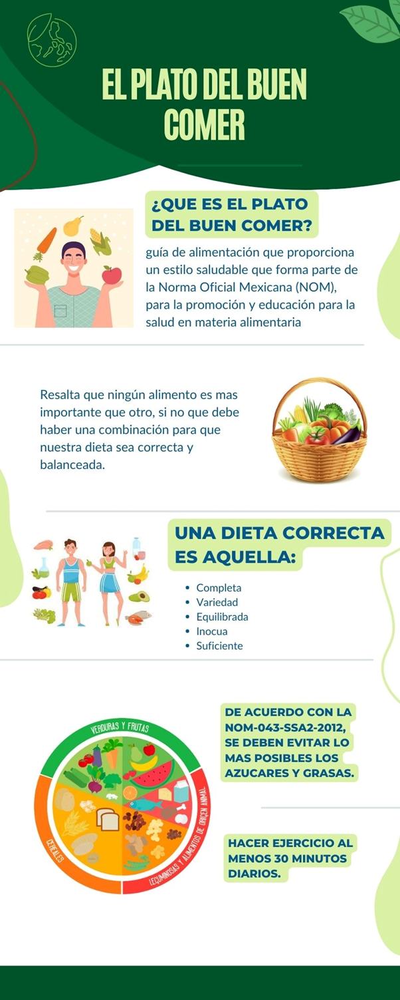 EL PLATO DEL BUEN
COMER
¿QUE ES EL PLATO
DEL BUEN COMER?
guía de alimentación que proporciona
un estilo saludable que forma parte de
la Norma Oficial Mexicana (NOM),
para la promoción y educación para la
salud en materia alimentaria
Resalta que ningún alimento es mas
importante que otro, si no que debe
haber una combinación para que
nuestra dieta sea correcta y
balanceada.
UNA DIETA CORRECTA
ES AQUELLA:
• Completa
• Variedad
• Equilibrada
• Inocua
• Suficiente
DE ACUERDO CON LA
NOM-043-SSA2-2012,
SE DEBEN EVITAR LO
MAS POSIBLES LOS
AZUCARES Y GRASAS.
VERDURAS Y FRUTAS
LEGUMINOSAS Y ALIMENTOS DE ORIGEN ANIMAL
CEREALES
HACER EJERCICIO AL
MENOS 30 MINUTOS
DIARIOS.